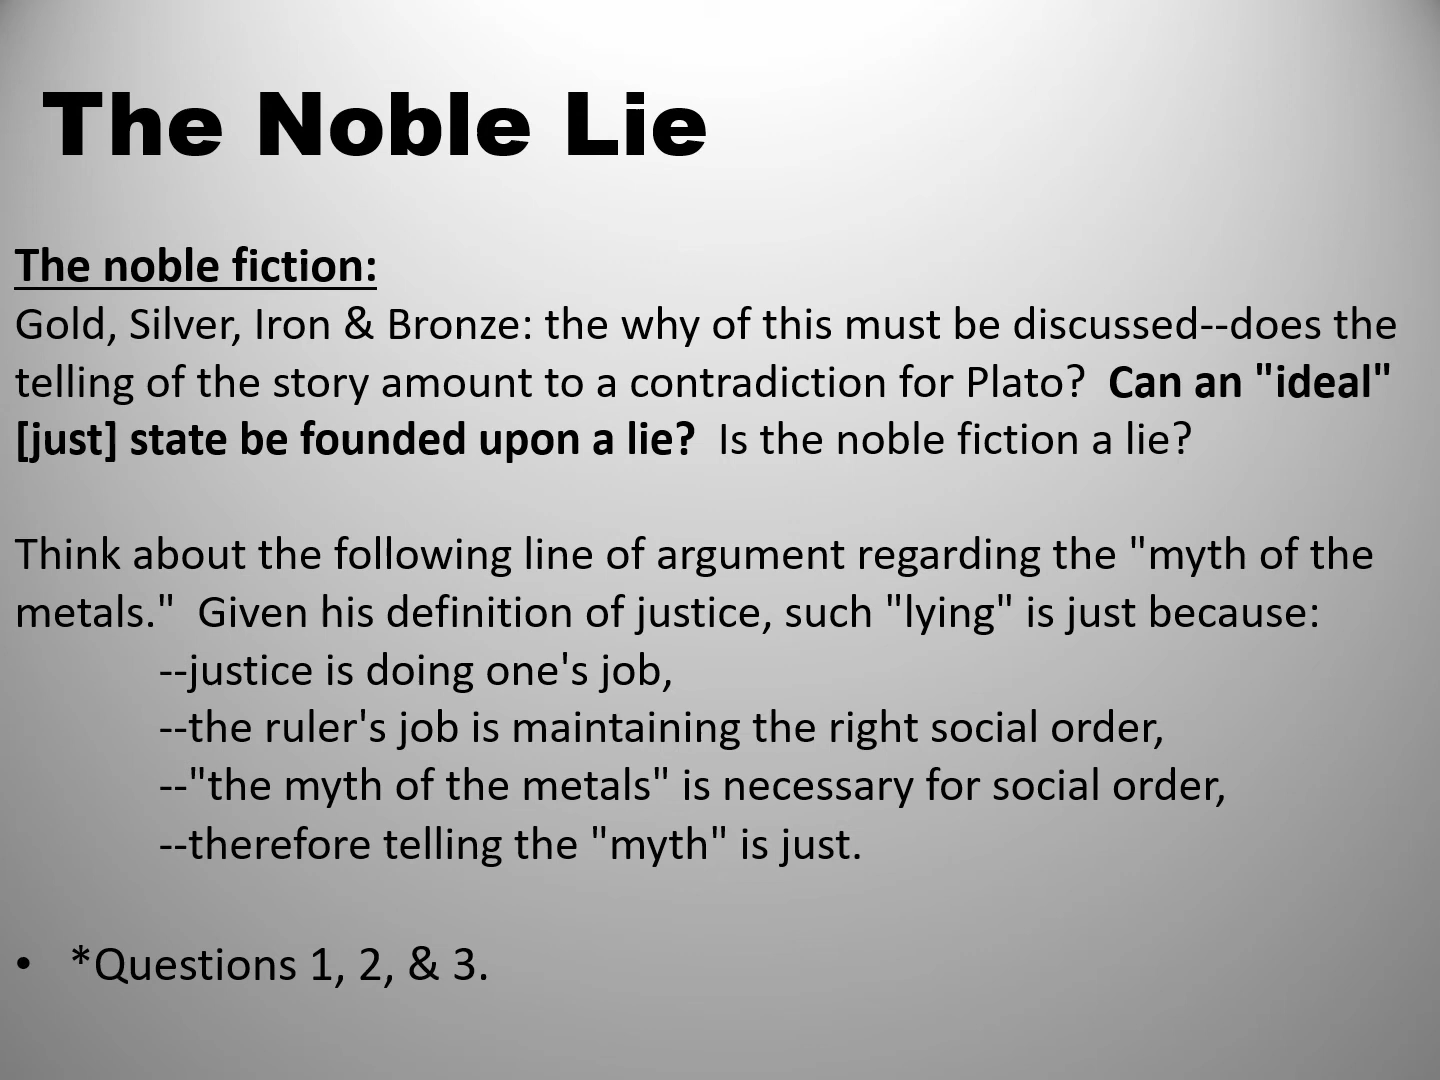 The Noble Lie
The noble fiction:
Gold, Silver, Iron & Bronze: the why of this must be discussed--does the
telling of the story amount to a contradiction for Plato?  Can an "ideal"
[just] state be founded upon a lie?  Is the noble fiction a lie?
Think about the following line of argument regarding the "myth of the
metals."  Given his definition of justice, such "lying" is just because:
--justice is doing one's job,
--the ruler's job is maintaining the right social order,
--"the myth of the metals" is necessary for social order,
--therefore telling the "myth" is just.
• *Questions 1, 2, & 3.